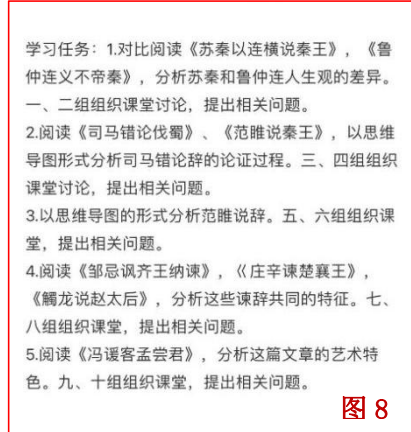 学习任务：1.对比阅读《苏秦以连横说秦王》，《鲁
仲连义不帝秦》，分析苏秦和鲁仲连人生观的差异。
一、二组组织课堂讨论，提出相关问题。
2.阅读《司马错论伐蜀》、《范雎说秦王》，以思维
导图形式分析司马错论辞的论证过程。三、四组组织
课堂讨论，提出相关问题。
3.以思维导图的形式分析范雎说辞。五、六组组织课
堂，提出相关问题。
4.阅读《邹忌讽齐王纳谏》，《庄辛谏楚襄王》，
《觸龙说赵太后》，分析这些谏辞共同的特征。七、
八组组织课堂，提出相关问题。
5.阅读《冯谖客孟尝君》，分析这篇文章的艺术特
色。九、十组组织课堂，提出相关问题。
图 8